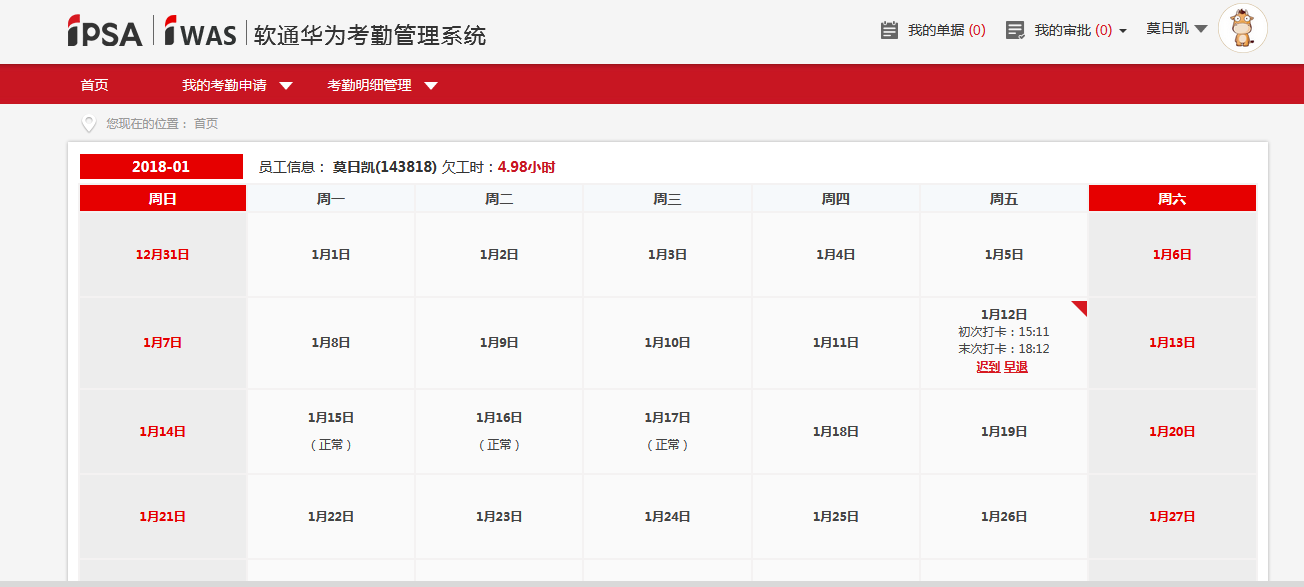 iPSA iWAS 软通华为考勤管理系统
我的单据 (0) 我的审批 (0) 莫日凯
首页 我的考勤申请 考勤明细管理
您现在的位置： 首页
2018-01 员工信息： 莫日凯(143818) 欠工时：4.98小时
周日 周一 周二 周三 周四 周五 周六
12月31日 1月1日 1月2日 1月3日 1月4日 1月5日 1月6日
1月7日 1月8日 1月9日 1月10日 1月11日 1月12日 1月13日
初次打卡：15:11
末次打卡：18:12
迟到 早退
1月14日 1月15日 1月16日 1月17日 1月18日 1月19日 1月20日
（正常） （正常） （正常）
1月21日 1月22日 1月23日 1月24日 1月25日 1月26日 1月27日